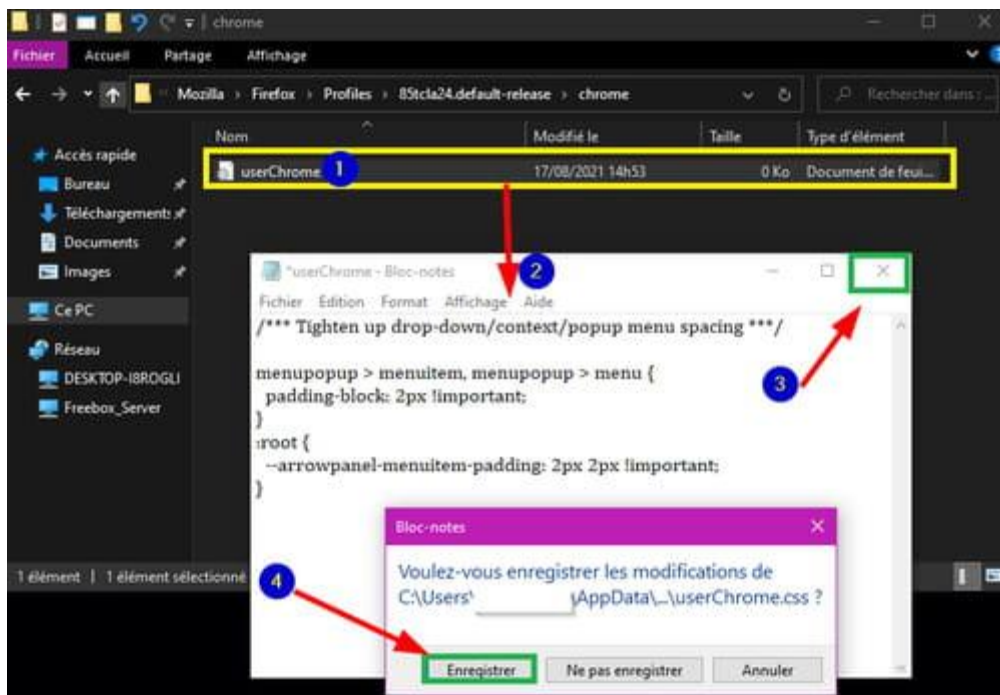 chrome
Fichier Accueil Partage Affichage
Mozilla › Firefox › Profiles › 85tcla24.default-release › chrome
Rechercher dans :
Nom Modifié le Taille Type d'élément
Accès rapide
userChrome 1 17/08/2021 14h53 0 Ko Document de feui...
Bureau
Téléchargements
Documents
Images
Ce PC
Réseau
DESKTOP-I8ROGLI
Freebox_Server
*userChrome - Bloc-notes
2
Fichier Edition Format Affichage Aide
/*** Tighten up drop-down/context/popup menu spacing ***/
menupopup > menuitem, menupopup > menu {
padding-block: 2px !important;
}
:root {
--arrowpanel-menuitem-padding: 2px 2px !important;
}
3
Bloc-notes
Voulez-vous enregistrer les modifications de
C:\Users\ \AppData\...\userChrome.css ?
1 élément 1 élément sélectionné
4
Enregistrer Ne pas enregistrer Annuler